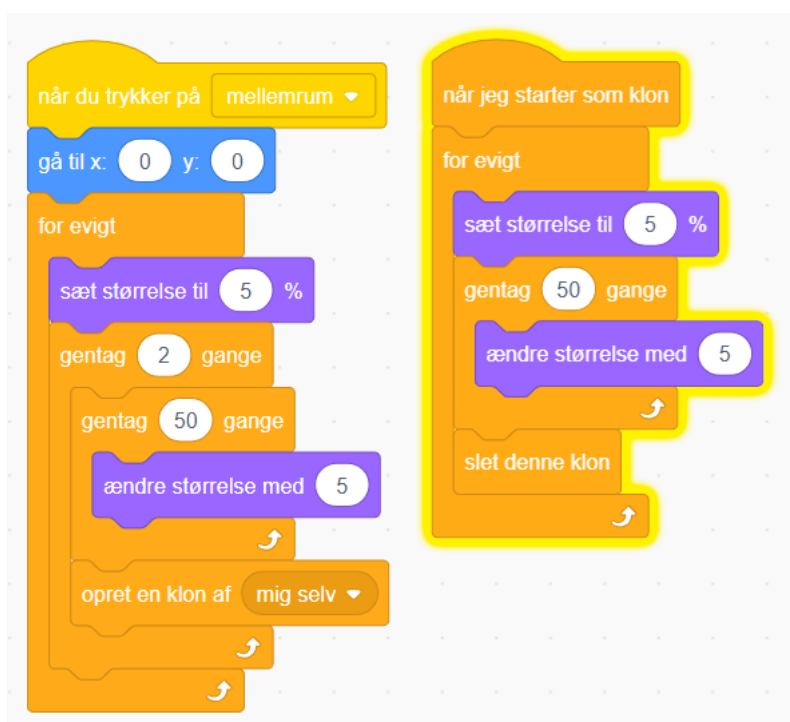 når du trykker på mellemrum
gå til x: 0 y: 0
for evigt
sæt størrelse til 5 %
gentag 2 gange
gentag 50 gange
ændre størrelse med 5
opret en klon af mig selv
når jeg starter som klon
for evigt
sæt størrelse til 5 %
gentag 50 gange
ændre størrelse med 5
slet denne klon